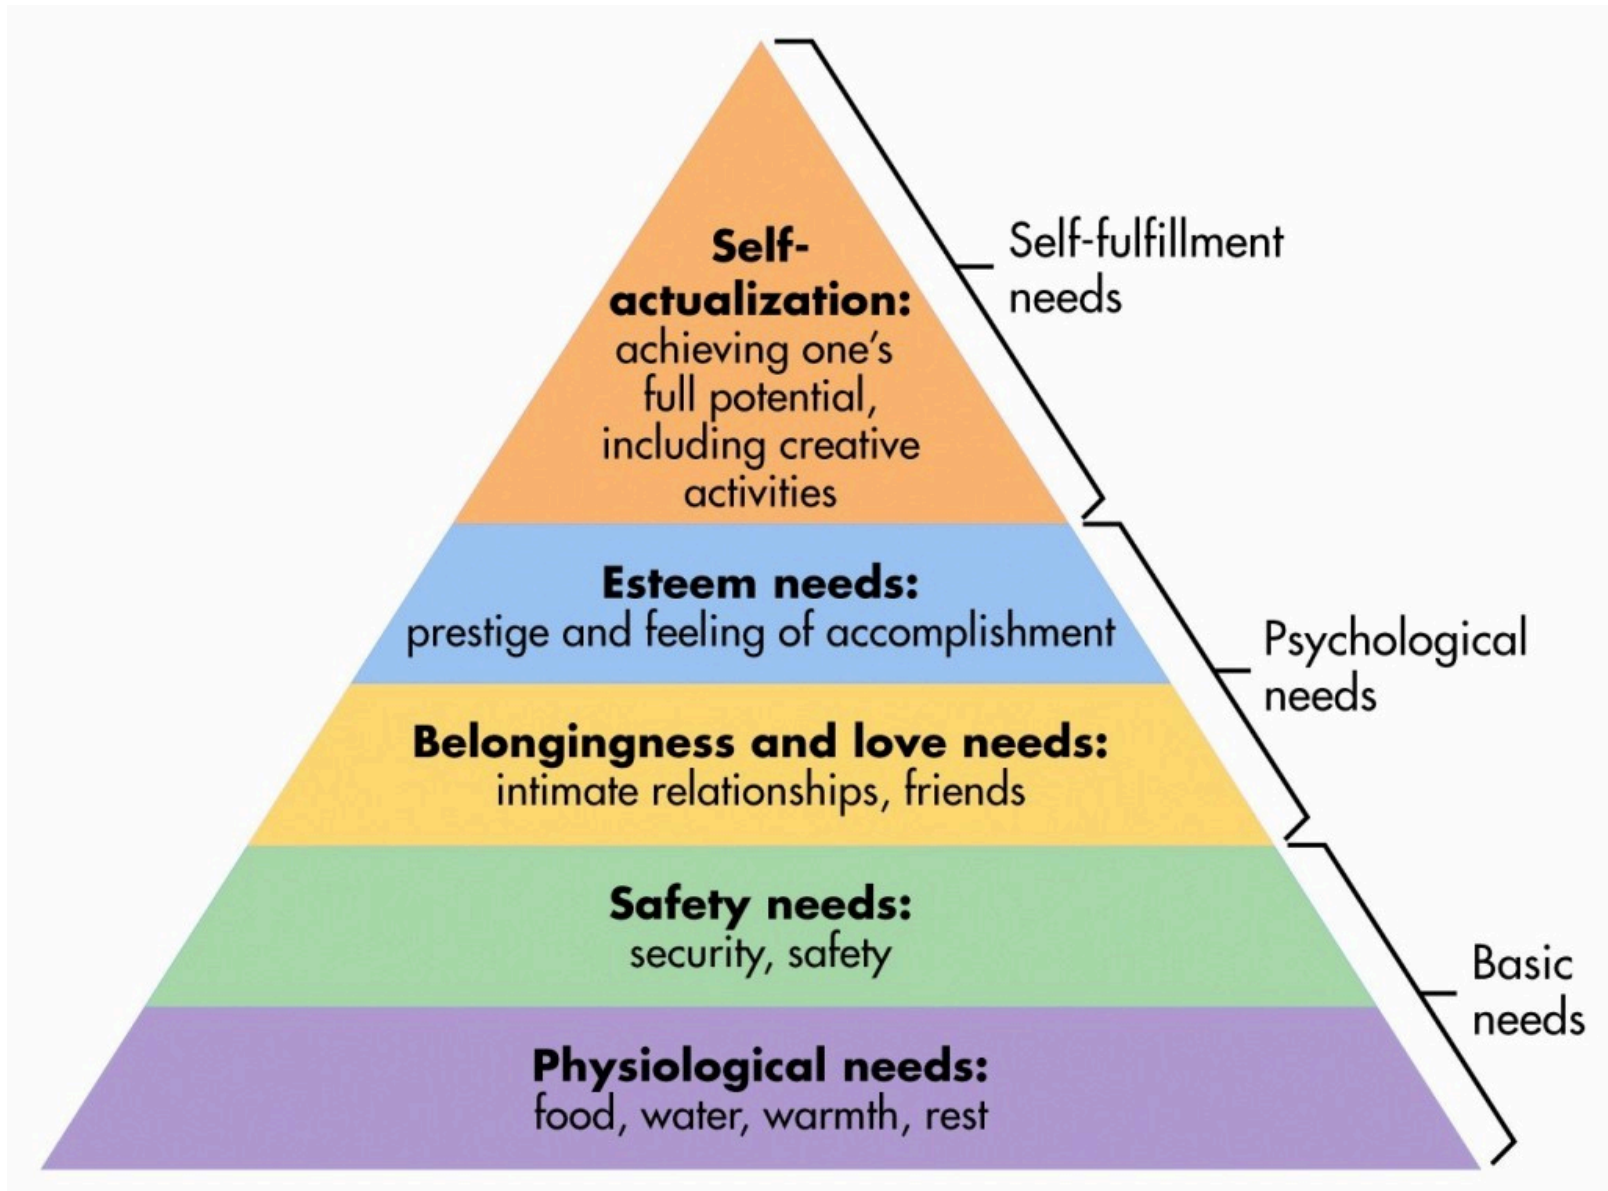 Self-
actualization:
achieving one's
full potential,
including creative
activities
Self-fulfillment
needs
Esteem needs:
prestige and feeling of accomplishment
Belongingness and love needs:
intimate relationships, friends
Psychological
needs
Safety needs:
security, safety
Physiological needs:
food, water, warmth, rest
Basic
needs